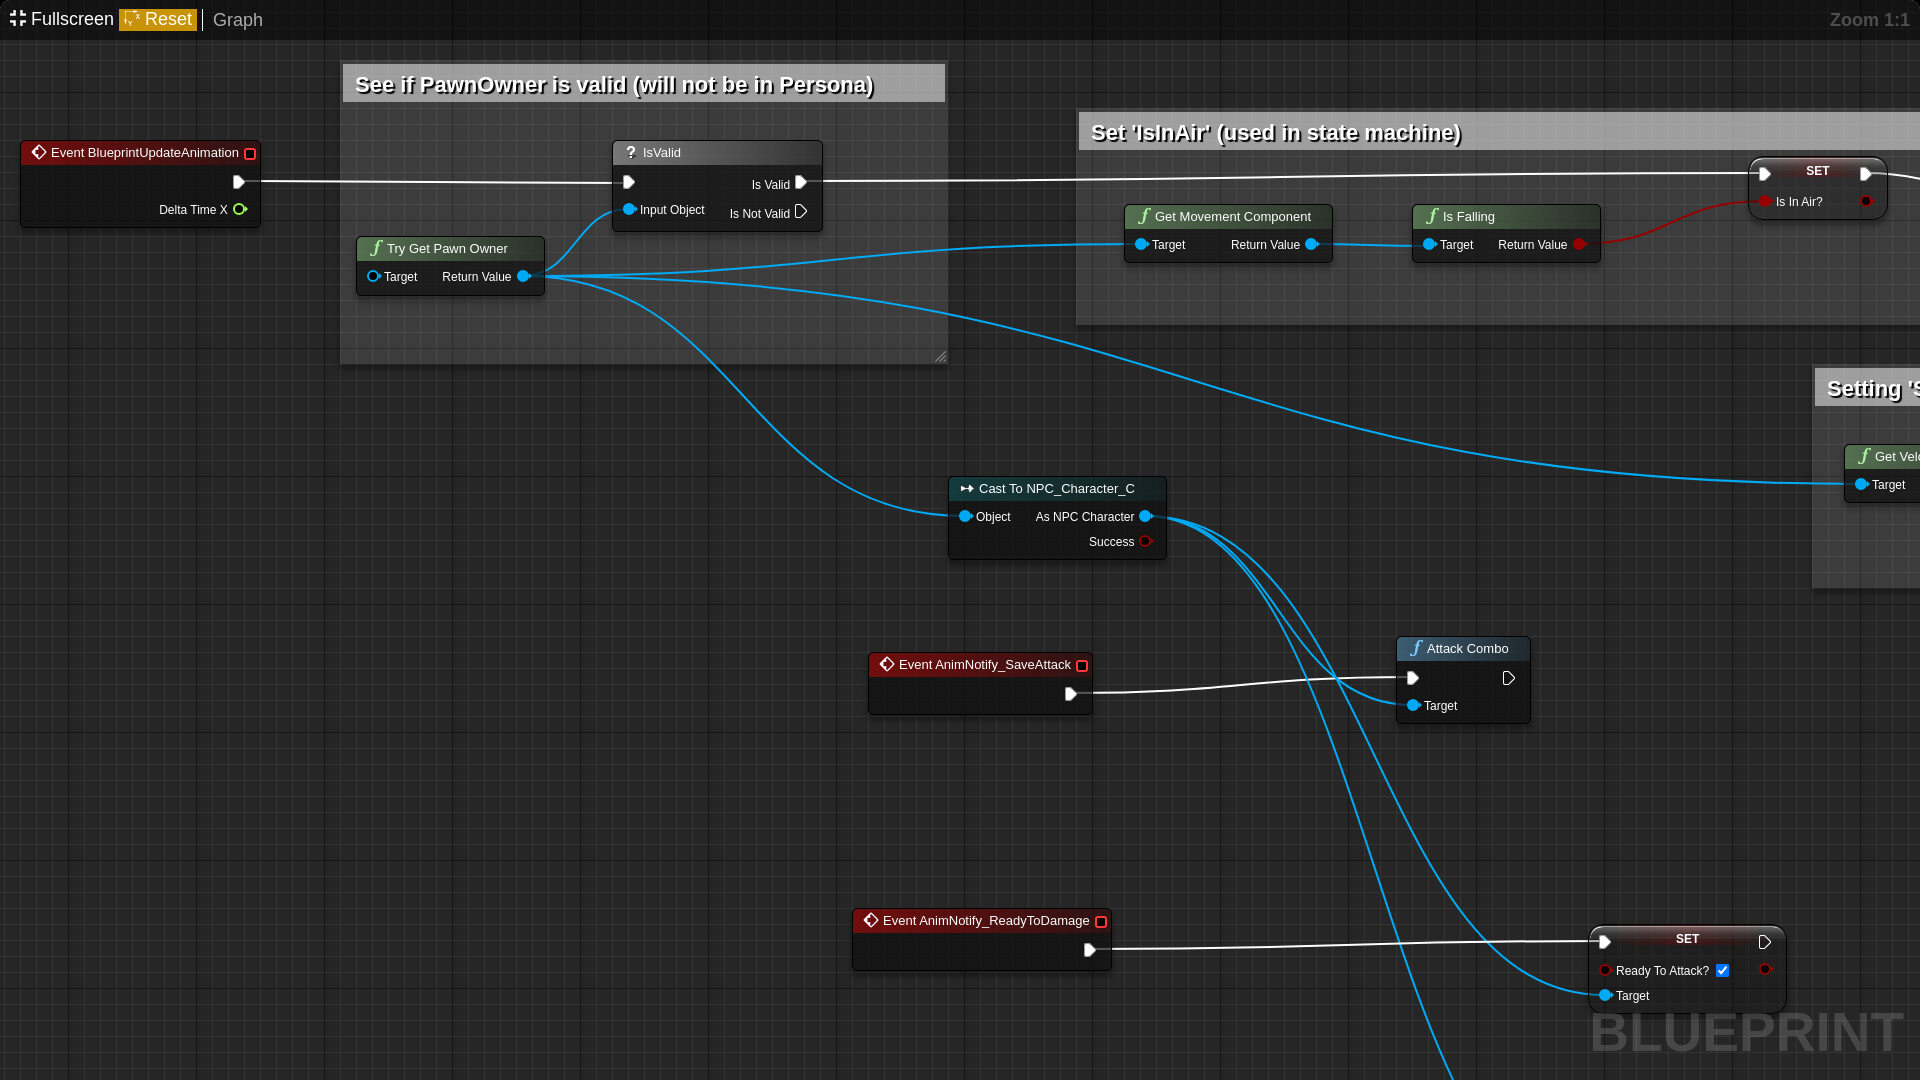 Fullscreen Reset Graph Zoom 1:1
See if PawnOwner is valid (will not be in Persona)
Set 'IsInAir' (used in state machine)
Event BlueprintUpdateAnimation
Delta Time X
? IsValid
Is Valid
Input Object Is Not Valid
SET
Is In Air?
f Get Movement Component
Target Return Value
f Is Falling
Target Return Value
f Try Get Pawn Owner
Target Return Value
Setting 'S
f Get Velo
Target
Cast To NPC_Character_C
Object As NPC Character
Success
Event AnimNotify_SaveAttack
f Attack Combo
Target
Event AnimNotify_ReadyToDamage
SET
Ready To Attack?
Target
BLUEPRINT